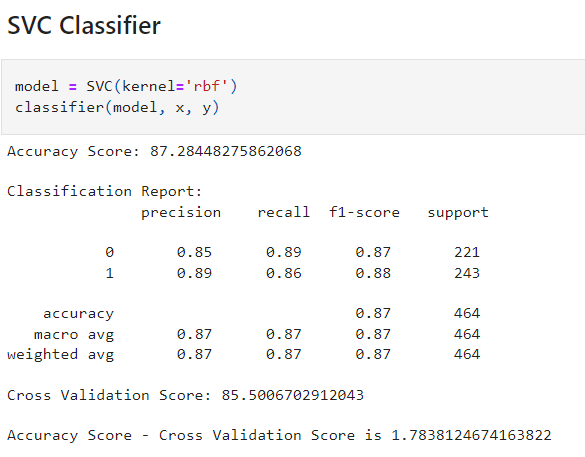 SVC Classifier
model = SVC(kernel='rbf')
classifier(model, x, y)
Accuracy Score: 87.28448275862068
Classification Report:
precision recall f1-score support
0 0.85 0.89 0.87 221
1 0.89 0.86 0.88 243
accuracy 0.87 464
macro avg 0.87 0.87 0.87 464
weighted avg 0.87 0.87 0.87 464
Cross Validation Score: 85.5006702912043
Accuracy Score - Cross Validation Score is 1.7838124674163822